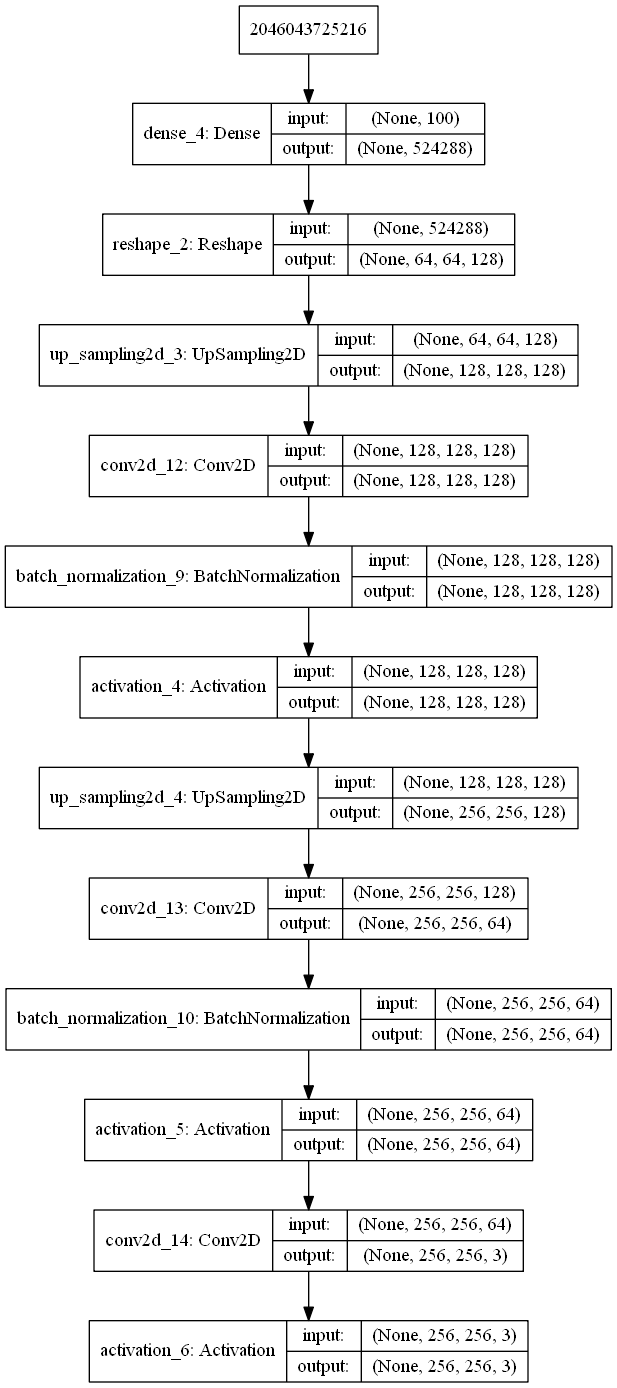 2046043725216
dense_4: Dense
input: (None, 100)
output: (None, 524288)
reshape_2: Reshape
input: (None, 524288)
output: (None, 64, 64, 128)
up_sampling2d_3: UpSampling2D
input: (None, 64, 64, 128)
output: (None, 128, 128, 128)
conv2d_12: Conv2D
input: (None, 128, 128, 128)
output: (None, 128, 128, 128)
batch_normalization_9: BatchNormalization
input: (None, 128, 128, 128)
output: (None, 128, 128, 128)
activation_4: Activation
input: (None, 128, 128, 128)
output: (None, 128, 128, 128)
up_sampling2d_4: UpSampling2D
input: (None, 128, 128, 128)
output: (None, 256, 256, 128)
conv2d_13: Conv2D
input: (None, 256, 256, 128)
output: (None, 256, 256, 64)
batch_normalization_10: BatchNormalization
input: (None, 256, 256, 64)
output: (None, 256, 256, 64)
activation_5: Activation
input: (None, 256, 256, 64)
output: (None, 256, 256, 64)
conv2d_14: Conv2D
input: (None, 256, 256, 64)
output: (None, 256, 256, 3)
activation_6: Activation
input: (None, 256, 256, 3)
output: (None, 256, 256, 3)